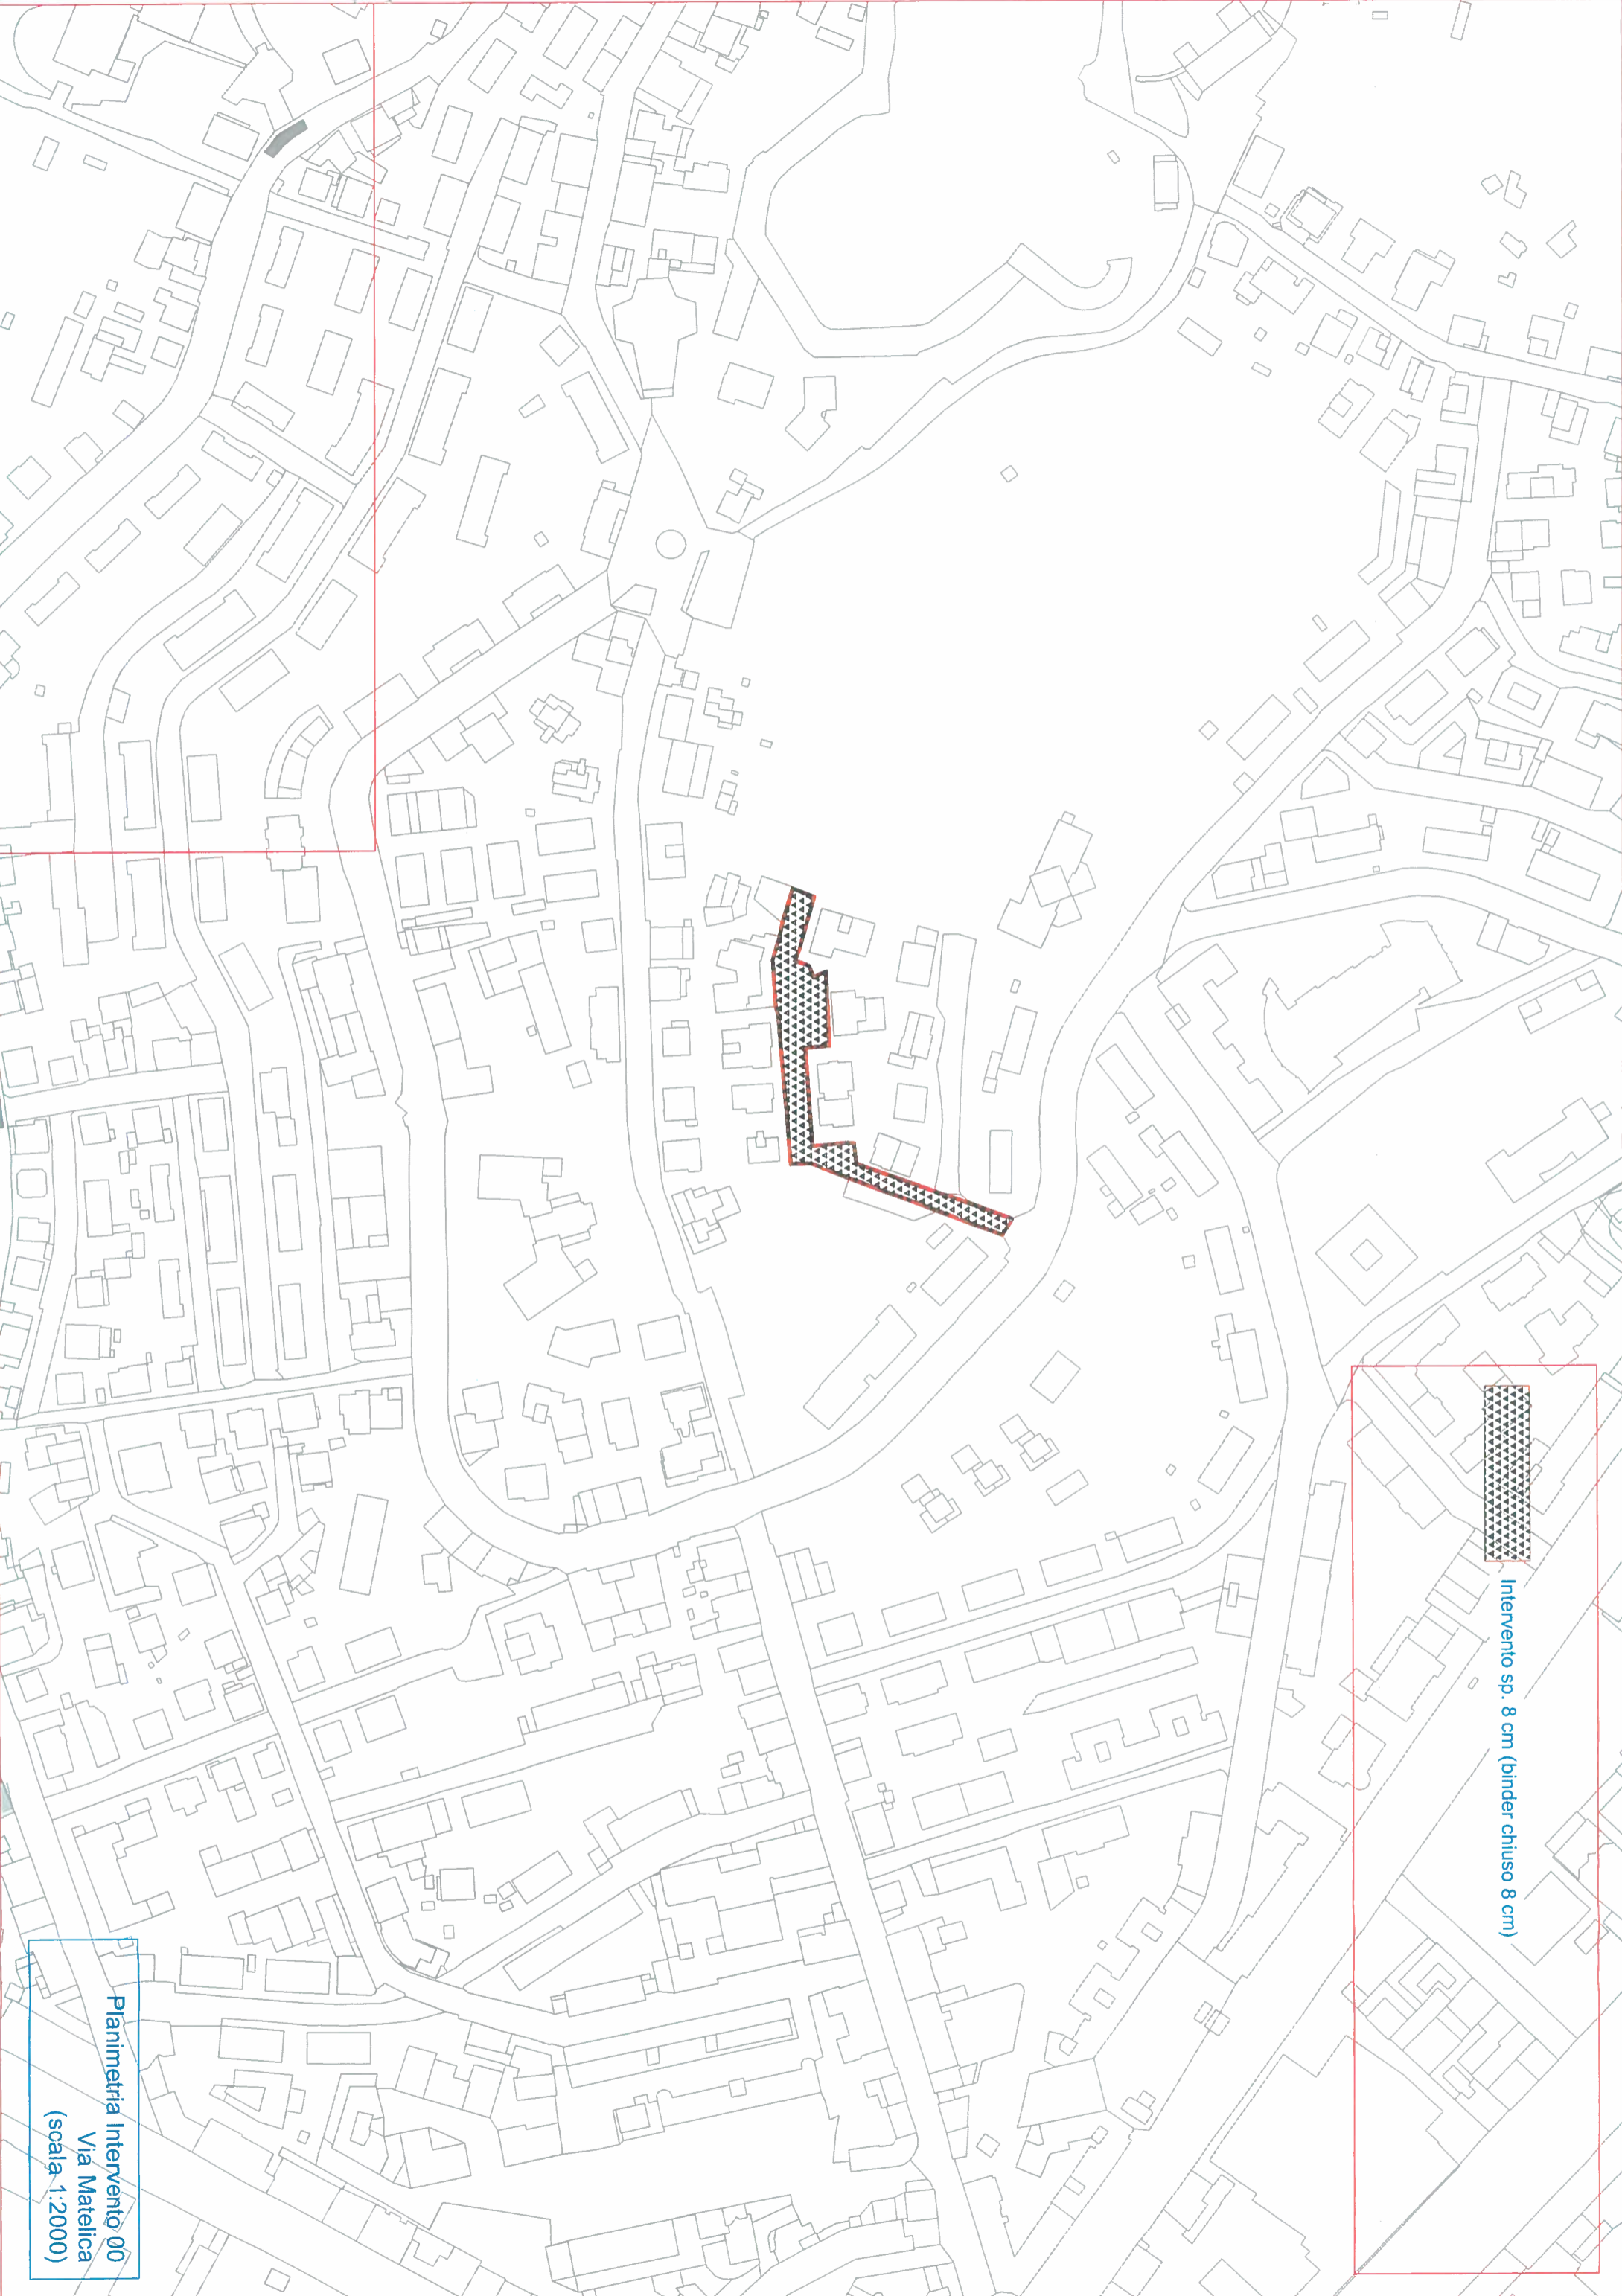 Intervento sp. 8 cm (binder chiuso 8 cm)
Planimetria Intervento 00
Via Matelica
(scala 1:2000)